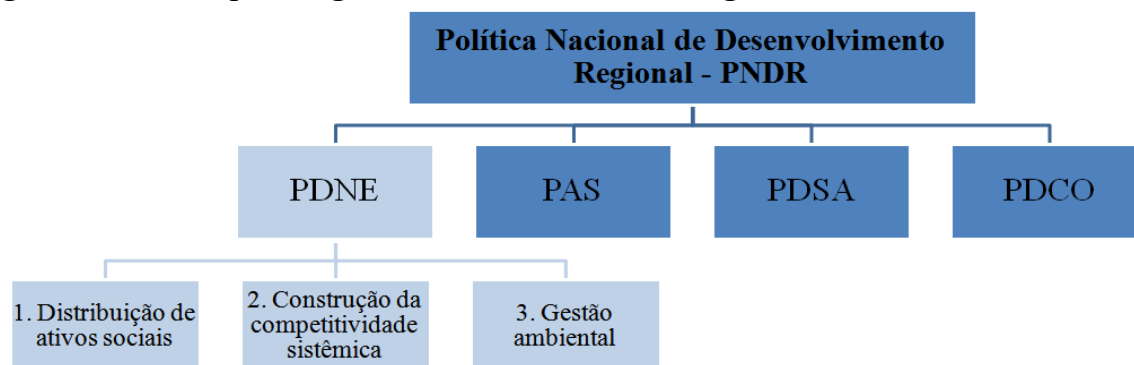 Política Nacional de Desenvolvimento
Regional - PNDR
PDNE
PAS
PDSA
PDCO
1. Distribuição de
ativos sociais
2. Construção da
competitividade
sistêmica
3. Gestão
ambiental